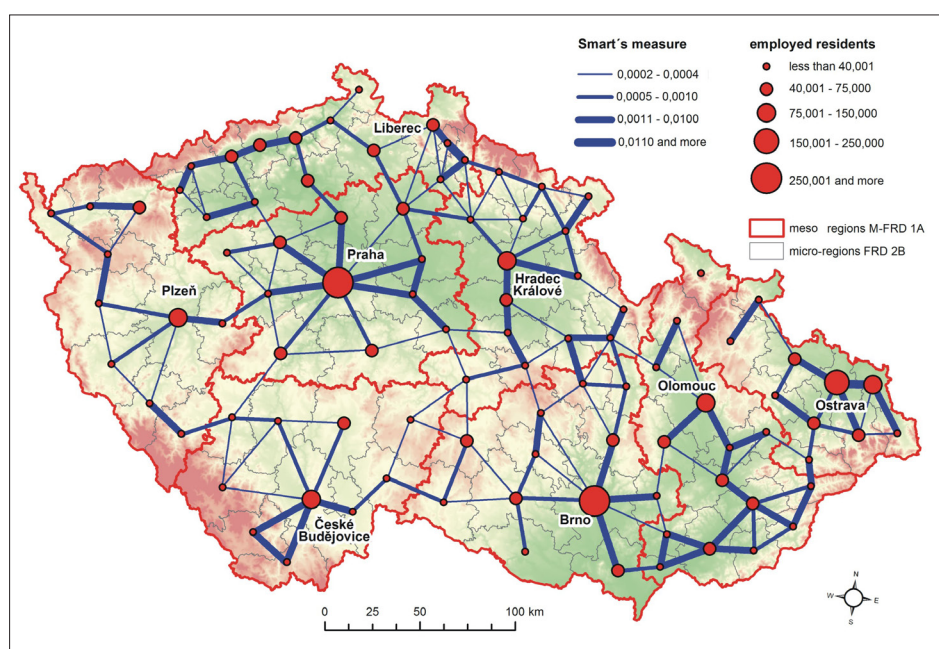 Smart´s measure
0,0002 - 0,0004
0,0005 - 0,0010
0,0011 - 0,0100
0,0110 and more
employed residents
less than 40,001
40,001 - 75,000
75,001 - 150,000
150,001 - 250,000
250,001 and more
meso regions M-FRD 1A
micro-regions FRD 2B
Liberec
Praha
Plzeň
Hradec
Králové
Olomouc
Ostrava
České
Budějovice
Brno
0 25 50 100 km
N
W E
S